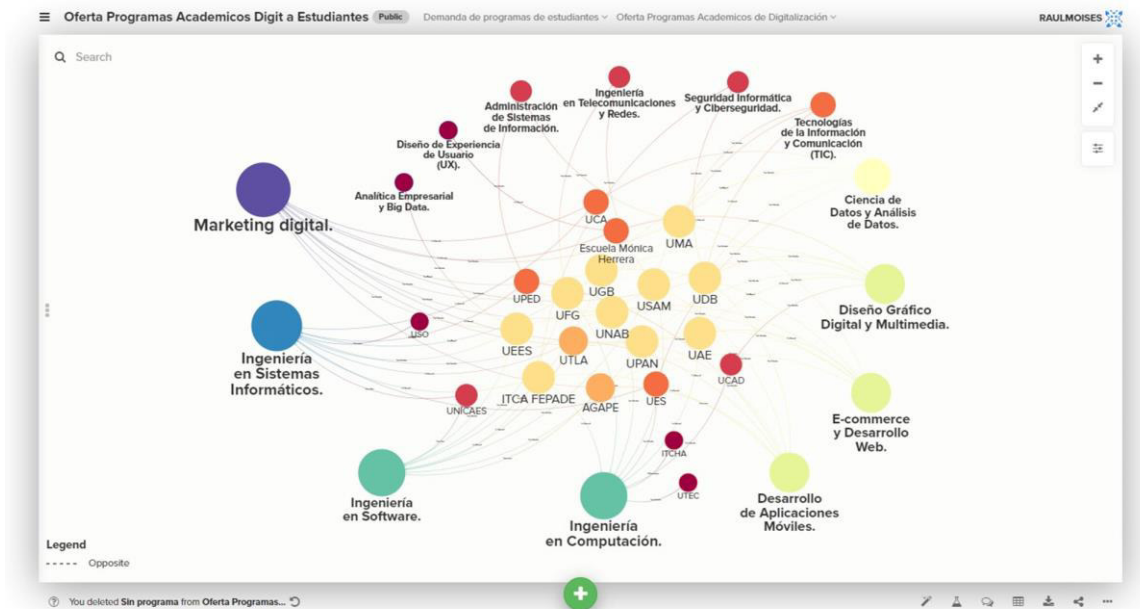 Oferta Programas Academicos Digit a Estudiantes Public Demanda de programas de estudiantes Oferta Programas Academicos de Digitalización RAULMOISES
Search
Administración
de Sistemas
de Información.
Ingeniería
en Telecomunicaciones
y Redes.
Seguridad Informática
y Ciberseguridad.
Tecnologías
de la Información
y Comunicación
(TIC).
Diseño de Experiencia
de Usuario
(UX).
Analítica Empresarial
y Big Data.
Marketing digital.
Ciencia de
Datos y Análisis
de Datos.
UCA
Escuela Mónica
Herrera
UMA
UPED
UGB
UFG
USAM
UDB
UNAB
Diseño Gráfico
Digital y Multimedia.
USO
UEES
UTLA
UPAN
UAE
UCAD
Ingeniería
en Sistemas
Informáticos.
UNICAES
ITCA FEPADE
AGAPE
UES
E-commerce
y Desarrollo
Web.
ITCHA
UTEC
Ingeniería
en Software.
Ingeniería
en Computación.
Desarrollo
de Aplicaciones
Móviles.
Legend
Opposite
You deleted Sin programa from Oferta Programas...